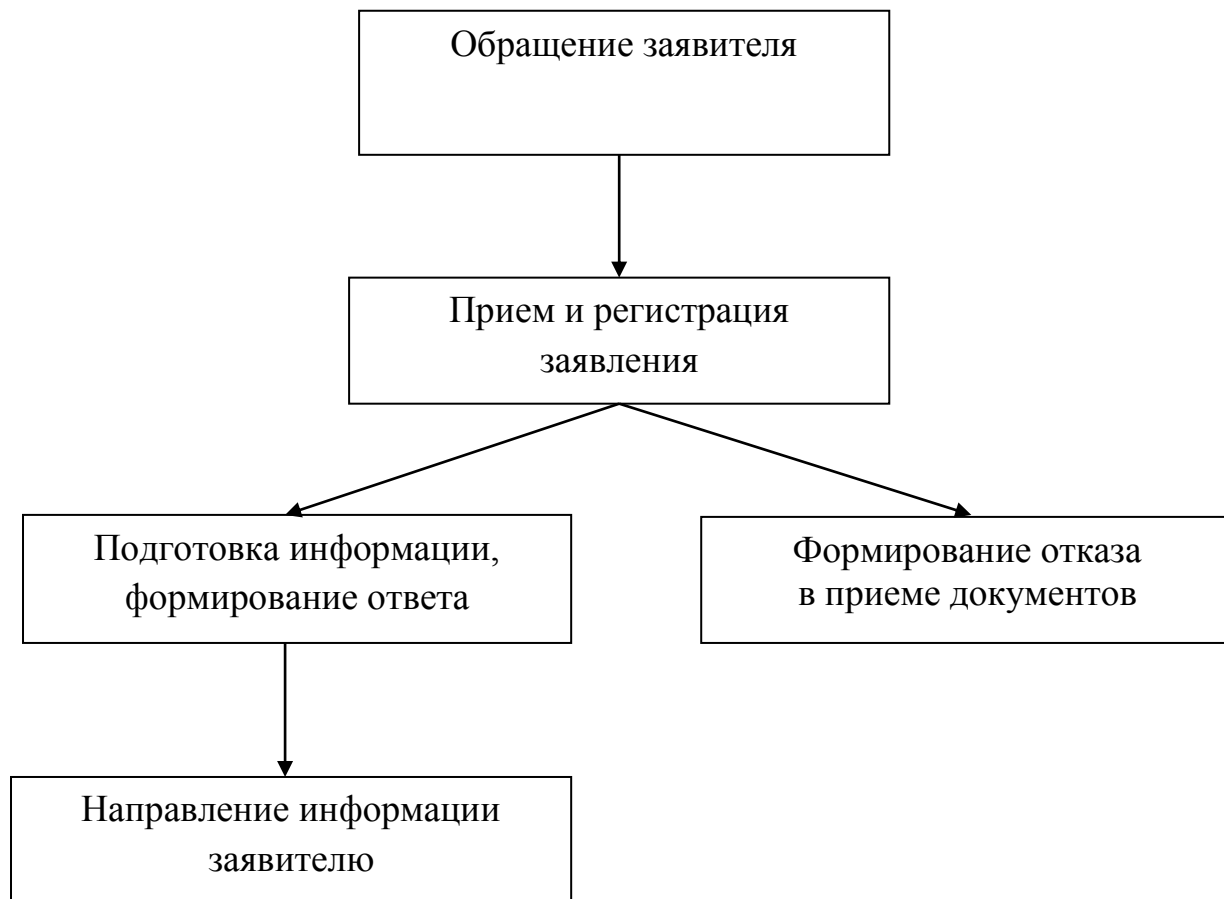 Обращение заявителя
Прием и регистрация
заявления
Подготовка информации,
формирование ответа
Формирование отказа
в приеме документов
Направление информации
заявителю